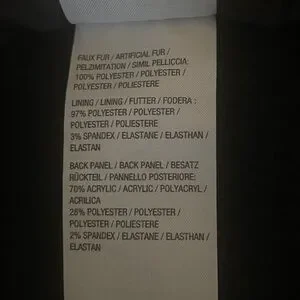 FAUX FUR / ARTIFICIAL FUR /
PELZIMITATION / SIMIL PELLICCIA:
100% POLYESTER / POLYESTER /
POLYESTER / POLIESTERE
LINING / LINING / FUTTER / FODERA :
97% POLYESTER / POLYESTER /
POLYESTER / POLIESTERE
3% SPANDEX / ELASTANE / ELASTHAN /
ELASTAN
BACK PANEL / BACK PANEL / BESATZ
RÜCKTEIL / PANNELLO POSTERIORE:
70% ACRYLIC / ACRYLIC / POLYACRYL /
ACRILICA
28% POLYESTER / POLYESTER /
POLYESTER / POLIESTERE
2% SPANDEX / ELASTANE / ELASTHAN /
ELASTAN